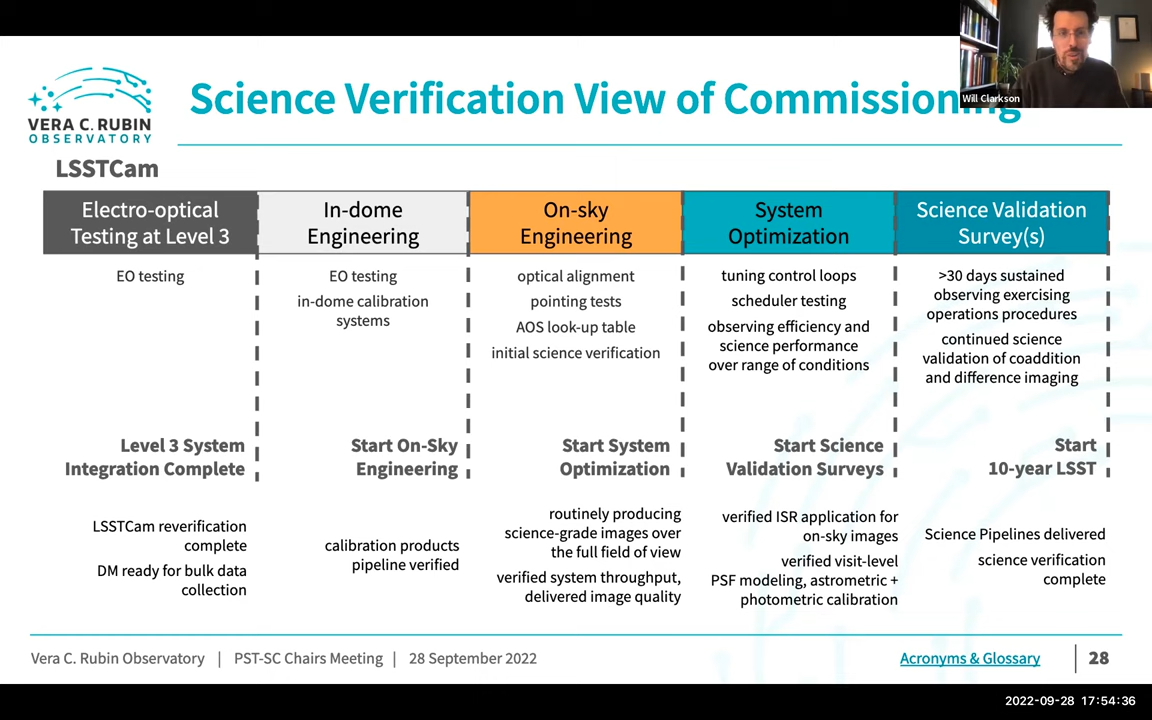 Will Clarkson
Science Verification View of Commissioning
VERA C. RUBIN
OBSERVATORY
LSSTCam
Electro-optical
Testing at Level 3
In-dome
Engineering
On-sky
Engineering
System
Optimization
Science Validation
Survey(s)
EO testing
EO testing
in-dome calibration
systems
optical alignment
pointing tests
AOS look-up table
initial science verification
tuning control loops
scheduler testing
observing efficiency and
science performance
over range of conditions
>30 days sustained
observing exercising
operations procedures
continued science
validation of coaddition
and difference imaging
Level 3 System
Integration Complete
Start On-Sky
Engineering
Start System
Optimization
Start Science
Validation Surveys
Start
10-year LSST
LSSTCam reverification
complete
DM ready for bulk data
collection
calibration products
pipeline verified
routinely producing
science-grade images over
the full field of view
verified system throughput,
delivered image quality
verified ISR application for
on-sky images
verified visit-level
PSF modeling, astrometric +
photometric calibration
Science Pipelines delivered
science verification
complete
Vera C. Rubin Observatory | PST-SC Chairs Meeting | 28 September 2022
Acronyms & Glossary | 28
2022-09-28 17:54:36